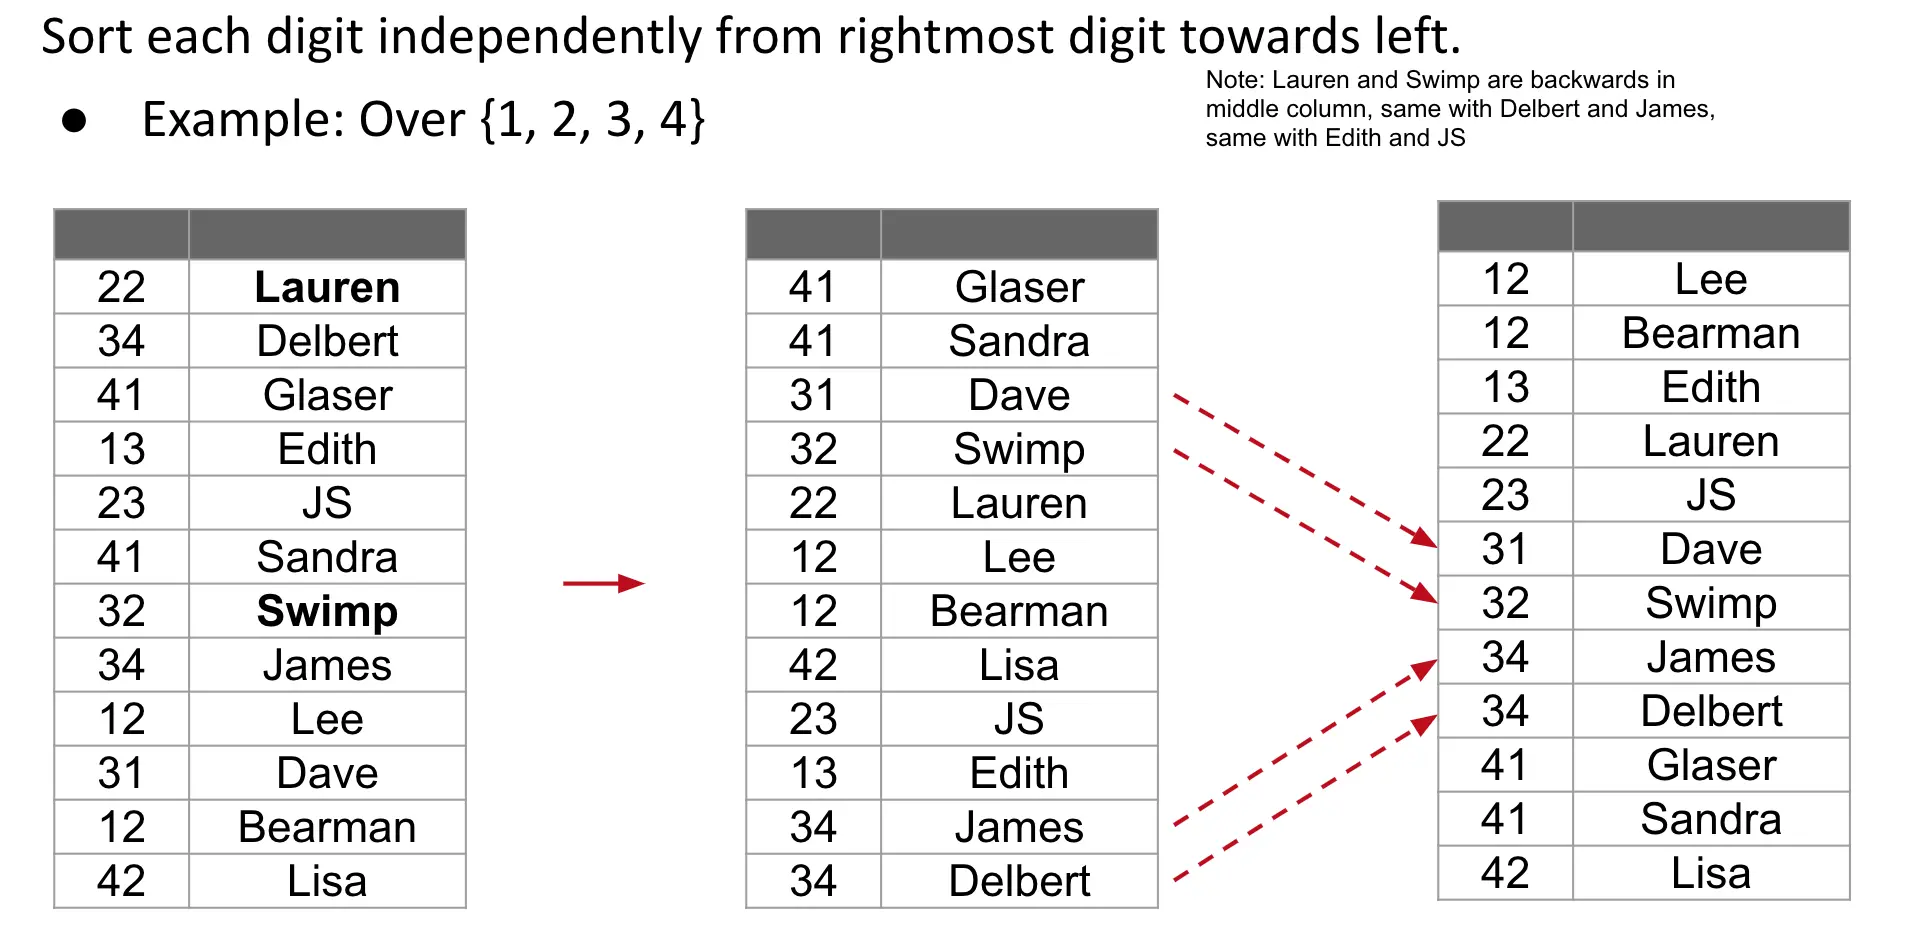 Sort each digit independently from rightmost digit towards left.
Note: Lauren and Swimp are backwards in
middle column, same with Delbert and James,
same with Edith and JS
● Example: Over {1, 2, 3, 4}
22 Lauren
34 Delbert
41 Glaser
13 Edith
23 JS
41 Sandra
32 Swimp
34 James
12 Lee
31 Dave
12 Bearman
42 Lisa
41 Glaser
41 Sandra
31 Dave
32 Swimp
22 Lauren
12 Lee
12 Bearman
42 Lisa
23 JS
13 Edith
34 James
34 Delbert
12 Lee
12 Bearman
13 Edith
22 Lauren
23 JS
31 Dave
32 Swimp
34 James
34 Delbert
41 Glaser
41 Sandra
42 Lisa